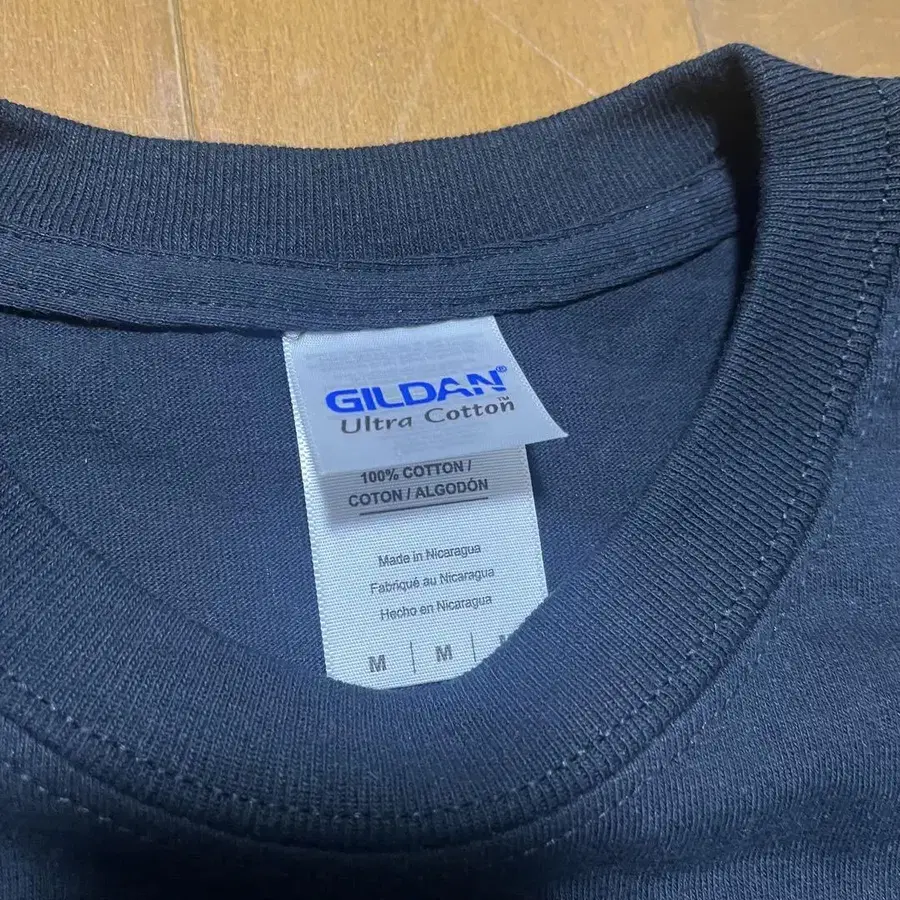 GILDAN®
Ultra Cotton™
100% COTTON /
COTON / ALGODÓN
Made in Nicaragua
Fabriqué au Nicaragua
Hecho en Nicaragua
M | M |